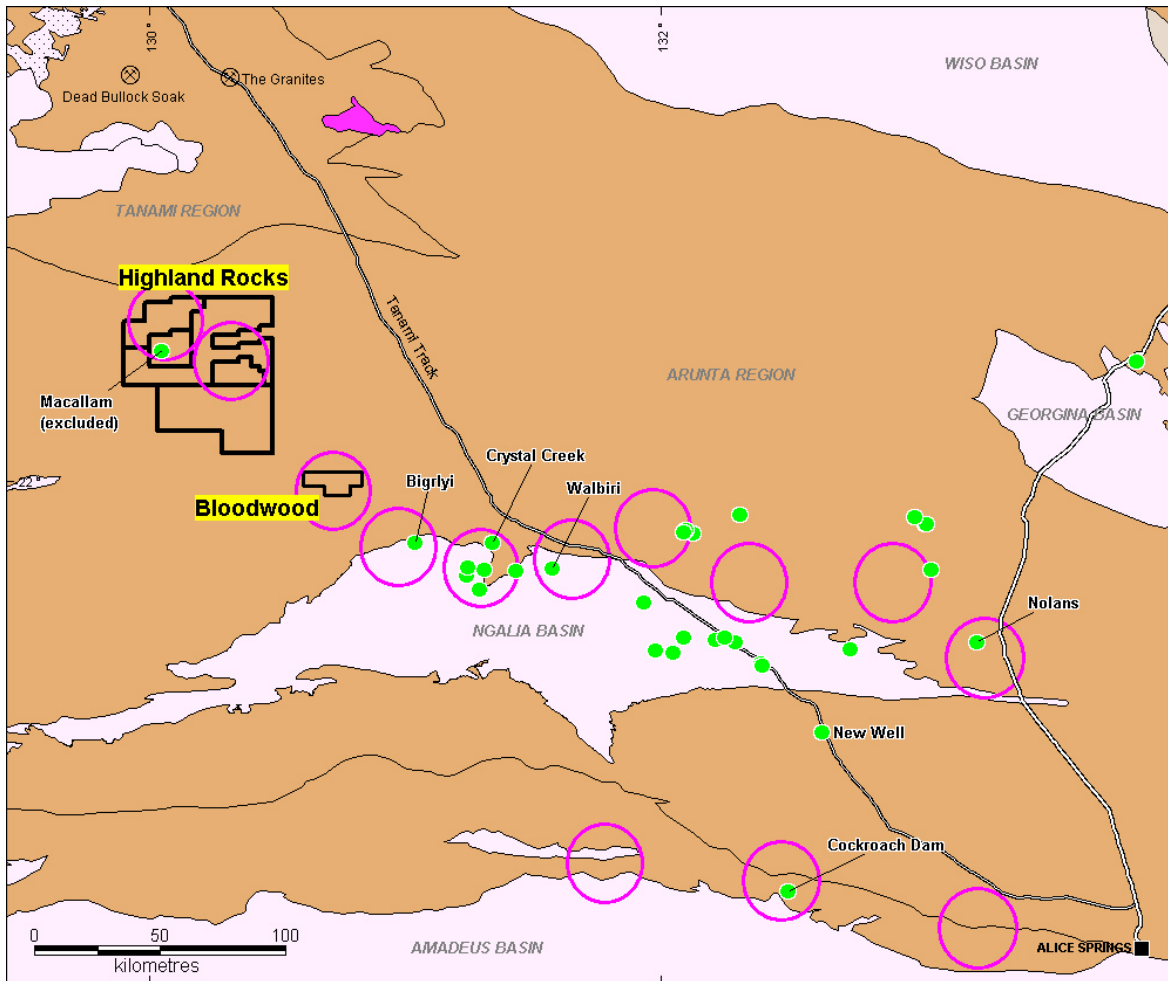 130°
132°
WISO BASIN
The Granites
Dead Bullock Soak
TANAMI REGION
Highland Rocks
Tanami Track
ARUNTA REGION
Macallam
(excluded)
GEORGINA BASIN
Crystal Creek
22°
Bigrlyi
Walbiri
Bloodwood
Nolans
NGALIA BASIN
New Well
Cockroach Dam
0 50 100
kilometres
AMADEUS BASIN
ALICE SPRINGS